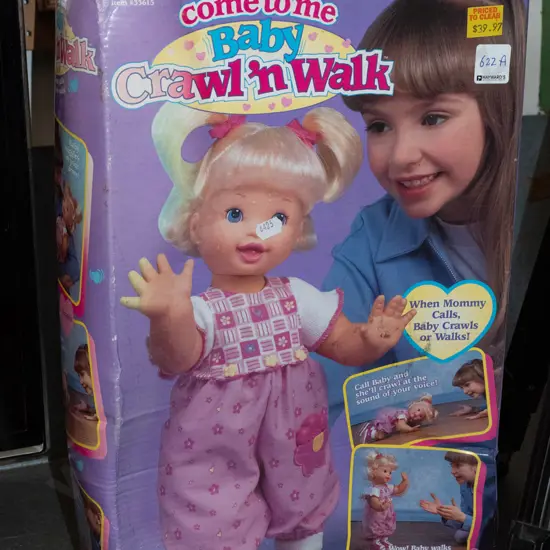 come to me
Baby
Crawl 'n Walk
PRICED
TO CLEAR
$39.97
622 A
When Mommy
Calls,
Baby Crawls
or Walks!
Call Baby and
she'll crawl at the
sound of your voice!
Wow! Baby walks